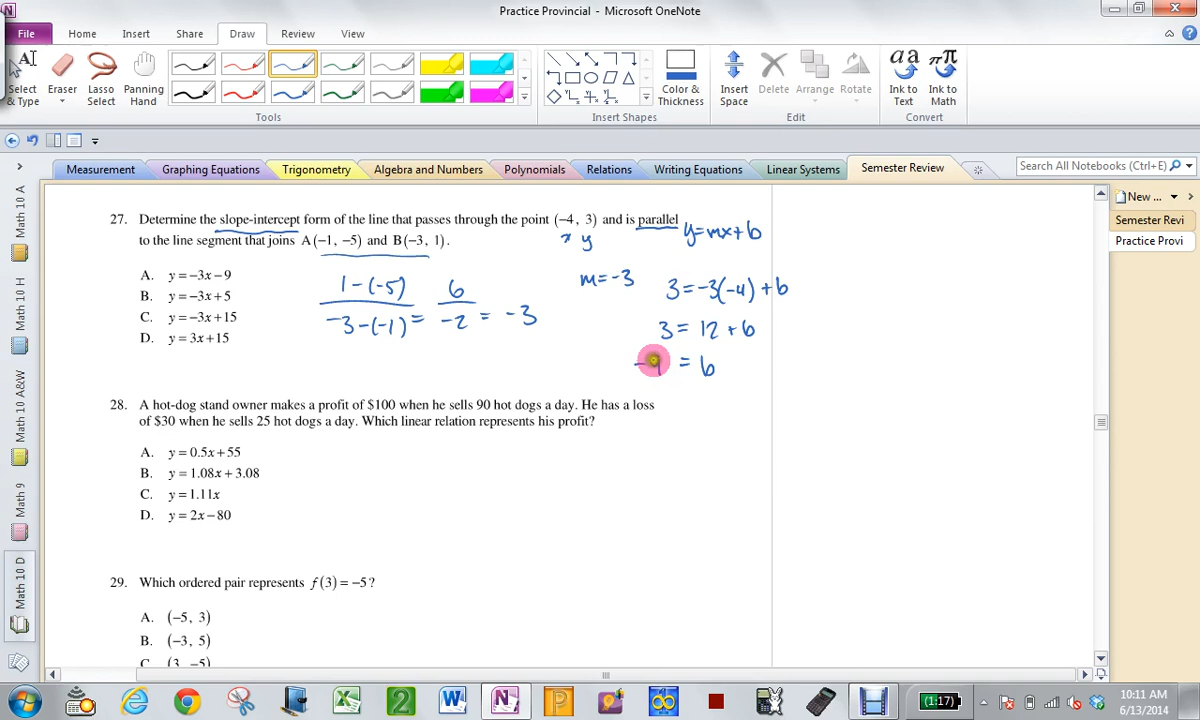 Practice Provincial - Microsoft OneNote
File Home Insert Share Draw Review View
Select & Type
Eraser
Lasso Select
Panning Hand
Color & Thickness
Insert Space
Delete
Arrange
Rotate
Ink to Text
Ink to Math
Tools
Insert Shapes
Edit
Convert
Measurement Graphing Equations Trigonometry Algebra and Numbers Polynomials Relations Writing Equations Linear Systems Semester Review
Search All Notebooks (Ctrl+E)
New
Semester Revi
Practice Provi
Math 10 A
Math 10 H
Math 10 A&W
Math 9
Math 10 D
27. Determine the slope-intercept form of the line that passes through the point (−4, 3) and is parallel
to the line segment that joins A(−1, −5) and B(−3, 1).
x y
y=mx+b
A. y=−3x−9
B. y=−3x+5
C. y=−3x+15
D. y=3x+15
1-(-5) / -3-(-1) = 6 / -2 = -3
m=-3
3=-3(-4)+b
3=12+b
-9=b
28. A hot-dog stand owner makes a profit of $100 when he sells 90 hot dogs a day. He has a loss
of $30 when he sells 25 hot dogs a day. Which linear relation represents his profit?
A. y=0.5x+55
B. y=1.08x+3.08
C. y=1.11x
D. y=2x−80
29. Which ordered pair represents f(3)=−5?
A. (−5, 3)
B. (−3, 5)
C. (3, −5)
(1:17)
10:11 AM
6/13/2014